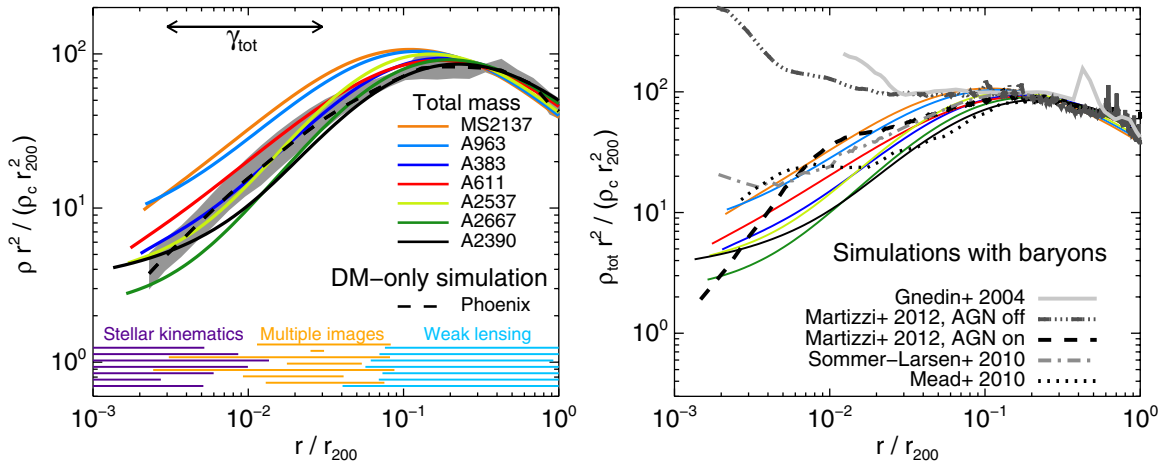 γtot
10²
10¹
10⁰
ρ r² / (ρc r²200)
Total mass
MS2137
A963
A383
A611
A2537
A2667
A2390
DM−only simulation
Phoenix
Stellar kinematics
Multiple images
Weak lensing
10⁻³
10⁻²
10⁻¹
10⁰
r / r200
10²
10¹
10⁰
ρtot r² / (ρc r²200)
Simulations with baryons
Gnedin+ 2004
Martizzi+ 2012, AGN off
Martizzi+ 2012, AGN on
Sommer−Larsen+ 2010
Mead+ 2010
10⁻³
10⁻²
10⁻¹
10⁰
r / r200